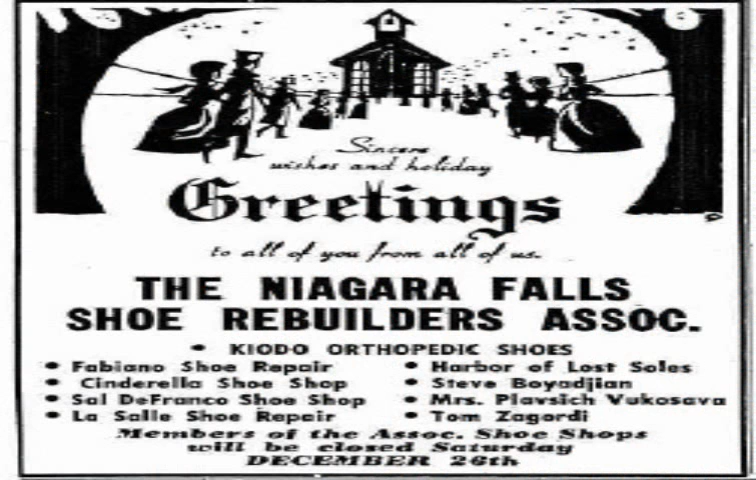 Sincere
wishes and holiday
Greetings
to all of you from all of us.
THE NIAGARA FALLS
SHOE REBUILDERS ASSOC.
• KIODO ORTHOPEDIC SHOES
• Fabiano Shoe Repair
• Cinderella Shoe Shop
• Sal DeFranco Shoe Shop
• La Salle Shoe Repair
• Harbor of Lost Soles
• Steve Boyadjian
• Mrs. Plavsich Vukosava
• Tom Zagordi
Members of the Assoc. Shoe Shops
will be closed Saturday
DECEMBER 26th